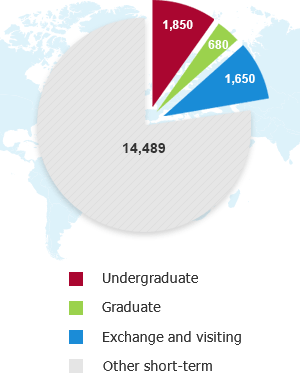 1,850
680
1,650
14,489
Undergraduate
Graduate
Exchange and visiting
Other short-term